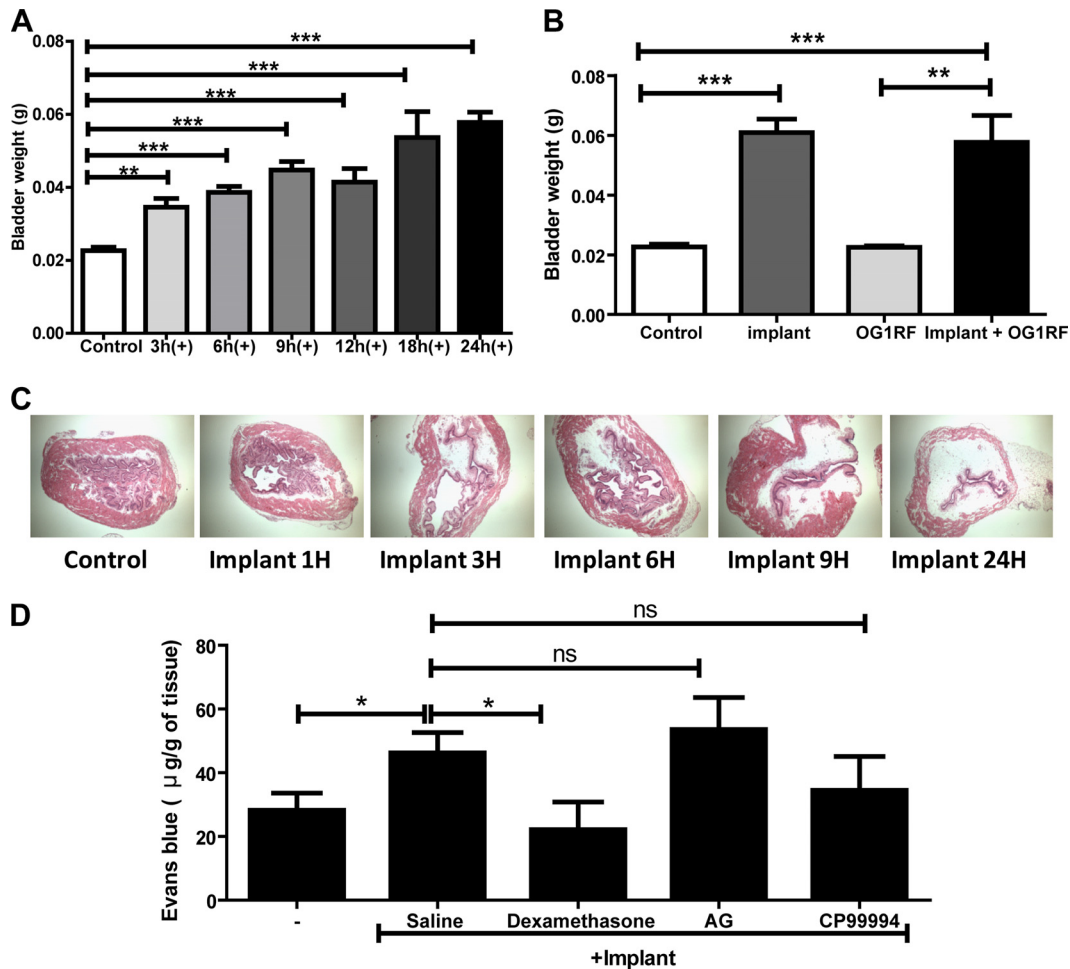 A
Bladder weight (g)
0.08
0.06
0.04
0.02
0.00
***
***
***
***
***
**
Control 3h(+) 6h(+) 9h(+) 12h(+) 18h(+) 24h(+)
B
Bladder weight (g)
0.08
0.06
0.04
0.02
0.00
***
***
**
Control implant OG1RF Implant + OG1RF
C
Control Implant 1H Implant 3H Implant 6H Implant 9H Implant 24H
D
Evans blue ( μ g/g of tissue)
80
60
40
20
0
ns
ns
* *
- Saline Dexamethasone AG CP99994
+Implant